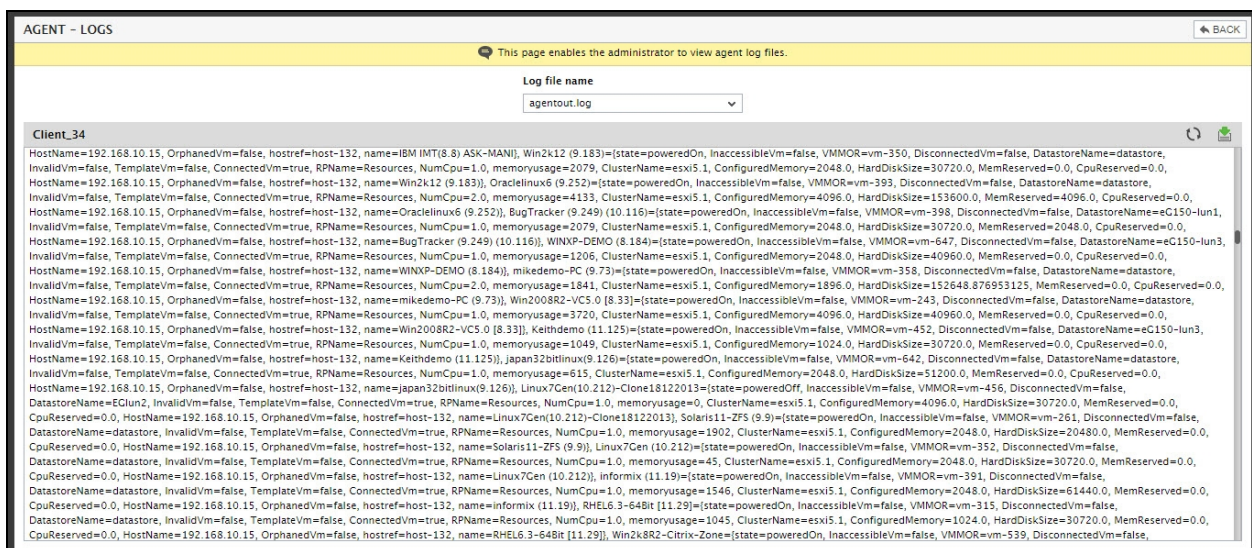 AGENT - LOGS
BACK
This page enables the administrator to view agent log files.
Log file name
agentout.log
Client_34
HostName=192.168.10.15, OrphanedVm=false, hostref=host-132, name=IBM IMT(8.8) ASK-MANI}, Win2k12 (9.183)={state=poweredOn, InaccessibleVm=false, VMMOR=vm-350, DisconnectedVm=false, DatastoreName=datastore,
InvalidVm=false, TemplateVm=false, ConnectedVm=true, RPName=Resources, NumCpu=1.0, memoryusage=2079, ClusterName=esxi5.1, ConfiguredMemory=2048.0, HardDiskSize=30720.0, MemReserved=0.0, CpuReserved=0.0,
HostName=192.168.10.15, OrphanedVm=false, hostref=host-132, name=Win2k12 (9.183)}, Oraclelinux6 (9.252)={state=poweredOn, InaccessibleVm=false, VMMOR=vm-393, DisconnectedVm=false, DatastoreName=datastore,
InvalidVm=false, TemplateVm=false, ConnectedVm=true, RPName=Resources, NumCpu=2.0, memoryusage=4133, ClusterName=esxi5.1, ConfiguredMemory=4096.0, HardDiskSize=153600.0, MemReserved=4096.0, CpuReserved=0.0,
HostName=192.168.10.15, OrphanedVm=false, hostref=host-132, name=Oraclelinux6 (9.252)}, BugTracker (9.249) (10.116)={state=poweredOn, InaccessibleVm=false, VMMOR=vm-398, DisconnectedVm=false, DatastoreName=eG150-lun1,
InvalidVm=false, TemplateVm=false, ConnectedVm=true, RPName=Resources, NumCpu=1.0, memoryusage=2079, ClusterName=esxi5.1, ConfiguredMemory=2048.0, HardDiskSize=30720.0, MemReserved=2048.0, CpuReserved=0.0,
HostName=192.168.10.15, OrphanedVm=false, hostref=host-132, name=BugTracker (9.249) (10.116)}, WINXP-DEMO (8.184)={state=poweredOn, InaccessibleVm=false, VMMOR=vm-647, DisconnectedVm=false, DatastoreName=eG150-lun3,
InvalidVm=false, TemplateVm=false, ConnectedVm=true, RPName=Resources, NumCpu=1.0, memoryusage=1206, ClusterName=esxi5.1, ConfiguredMemory=2048.0, HardDiskSize=40960.0, MemReserved=0.0, CpuReserved=0.0,
HostName=192.168.10.15, OrphanedVm=false, hostref=host-132, name=WINXP-DEMO (8.184)}, mikedemo-PC (9.73)={state=poweredOn, InaccessibleVm=false, VMMOR=vm-358, DisconnectedVm=false, DatastoreName=datastore,
InvalidVm=false, TemplateVm=false, ConnectedVm=true, RPName=Resources, NumCpu=2.0, memoryusage=1841, ClusterName=esxi5.1, ConfiguredMemory=1896.0, HardDiskSize=152648.876953125, MemReserved=0.0, CpuReserved=0.0,
HostName=192.168.10.15, OrphanedVm=false, hostref=host-132, name=mikedemo-PC (9.73)}, Win2008R2-VC5.0 [8.33]={state=poweredOn, InaccessibleVm=false, VMMOR=vm-243, DisconnectedVm=false, DatastoreName=datastore,
InvalidVm=false, TemplateVm=false, ConnectedVm=true, RPName=Resources, NumCpu=1.0, memoryusage=3720, ClusterName=esxi5.1, ConfiguredMemory=4096.0, HardDiskSize=40960.0, MemReserved=0.0, CpuReserved=0.0,
HostName=192.168.10.15, OrphanedVm=false, hostref=host-132, name=Win2008R2-VC5.0 [8.33]}, Keithdemo (11.125)={state=poweredOn, InaccessibleVm=false, VMMOR=vm-452, DisconnectedVm=false, DatastoreName=eG150-lun3,
InvalidVm=false, TemplateVm=false, ConnectedVm=true, RPName=Resources, NumCpu=1.0, memoryusage=1049, ClusterName=esxi5.1, ConfiguredMemory=1024.0, HardDiskSize=30720.0, MemReserved=0.0, CpuReserved=0.0,
HostName=192.168.10.15, OrphanedVm=false, hostref=host-132, name=Keithdemo (11.125)}, japan32bitlinux(9.126)={state=poweredOn, InaccessibleVm=false, VMMOR=vm-642, DisconnectedVm=false, DatastoreName=datastore,
InvalidVm=false, TemplateVm=false, ConnectedVm=true, RPName=Resources, NumCpu=1.0, memoryusage=615, ClusterName=esxi5.1, ConfiguredMemory=2048.0, HardDiskSize=51200.0, MemReserved=0.0, CpuReserved=0.0,
HostName=192.168.10.15, OrphanedVm=false, hostref=host-132, name=japan32bitlinux(9.126)}, Linux7Gen(10.212)-Clone18122013={state=poweredOff, InaccessibleVm=false, VMMOR=vm-456, DisconnectedVm=false,
DatastoreName=EGlun2, InvalidVm=false, TemplateVm=false, ConnectedVm=true, RPName=Resources, NumCpu=1.0, memoryusage=0, ClusterName=esxi5.1, ConfiguredMemory=4096.0, HardDiskSize=30720.0, MemReserved=0.0,
CpuReserved=0.0, HostName=192.168.10.15, OrphanedVm=false, hostref=host-132, name=Linux7Gen(10.212)-Clone18122013}, Solaris11-ZFS (9.9)={state=poweredOn, InaccessibleVm=false, VMMOR=vm-261, DisconnectedVm=false,
DatastoreName=datastore, InvalidVm=false, TemplateVm=false, ConnectedVm=true, RPName=Resources, NumCpu=1.0, memoryusage=1902, ClusterName=esxi5.1, ConfiguredMemory=2048.0, HardDiskSize=20480.0, MemReserved=0.0,
CpuReserved=0.0, HostName=192.168.10.15, OrphanedVm=false, hostref=host-132, name=Solaris11-ZFS (9.9)}, Linux7Gen (10.212)={state=poweredOn, InaccessibleVm=false, VMMOR=vm-352, DisconnectedVm=false,
DatastoreName=datastore, InvalidVm=false, TemplateVm=false, ConnectedVm=true, RPName=Resources, NumCpu=1.0, memoryusage=45, ClusterName=esxi5.1, ConfiguredMemory=2048.0, HardDiskSize=30720.0, MemReserved=0.0,
CpuReserved=0.0, HostName=192.168.10.15, OrphanedVm=false, hostref=host-132, name=Linux7Gen (10.212)}, informix (11.19)={state=poweredOn, InaccessibleVm=false, VMMOR=vm-391, DisconnectedVm=false,
DatastoreName=datastore, InvalidVm=false, TemplateVm=false, ConnectedVm=true, RPName=Resources, NumCpu=1.0, memoryusage=1546, ClusterName=esxi5.1, ConfiguredMemory=2048.0, HardDiskSize=61440.0, MemReserved=0.0,
CpuReserved=0.0, HostName=192.168.10.15, OrphanedVm=false, hostref=host-132, name=informix (11.19)}, RHEL6.3-64Bit [11.29]={state=poweredOn, InaccessibleVm=false, VMMOR=vm-315, DisconnectedVm=false,
DatastoreName=datastore, InvalidVm=false, TemplateVm=false, ConnectedVm=true, RPName=Resources, NumCpu=1.0, memoryusage=1045, ClusterName=esxi5.1, ConfiguredMemory=1024.0, HardDiskSize=30720.0, MemReserved=0.0,
CpuReserved=0.0, HostName=192.168.10.15, OrphanedVm=false, hostref=host-132, name=RHEL6.3-64Bit [11.29]}, Win2k8R2-Citrix-Zone={state=poweredOn, InaccessibleVm=false, VMMOR=vm-539, DisconnectedVm=false,